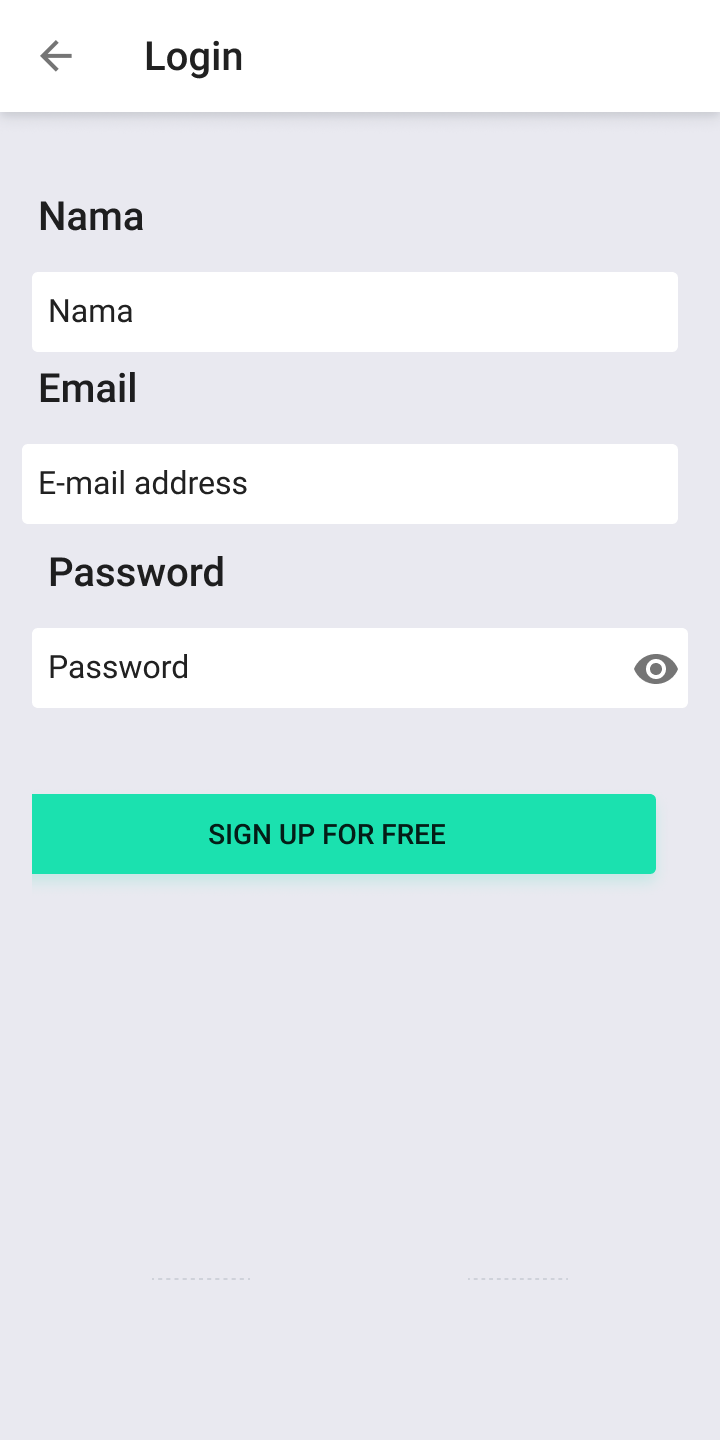 Login
Nama
Nama
Email
E-mail address
Password
Password
SIGN UP FOR FREE